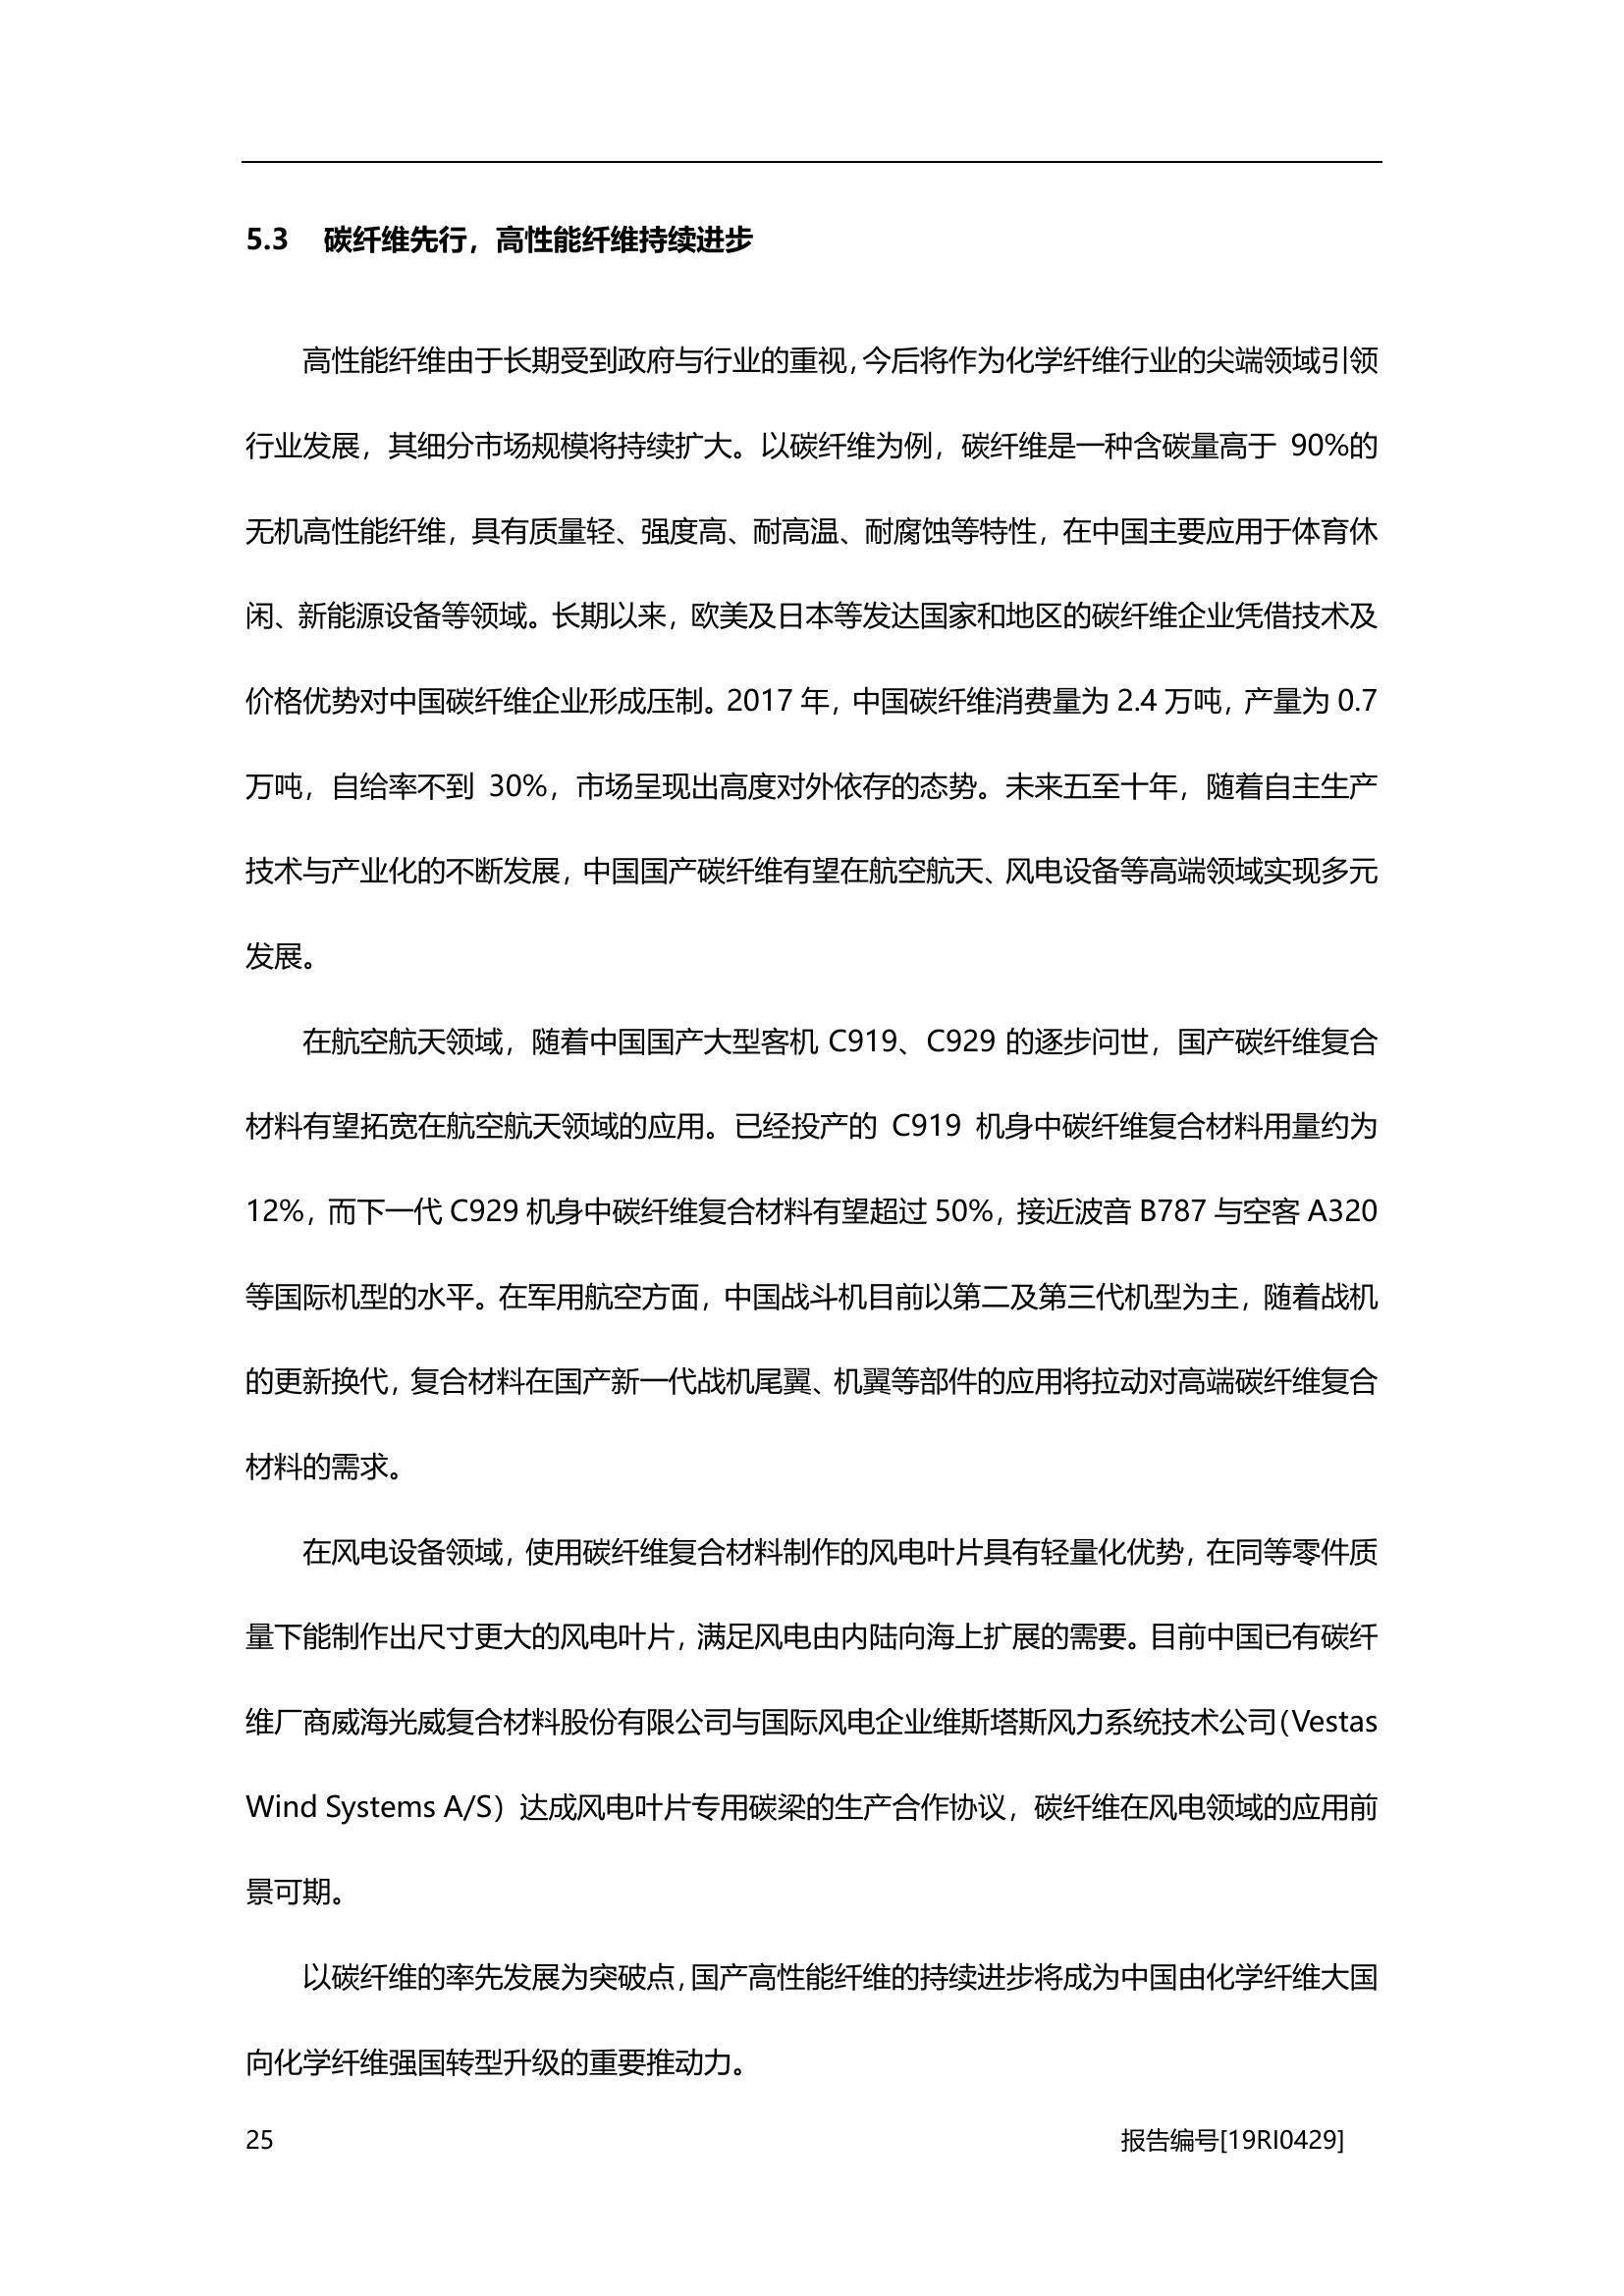 5.3 碳纤维先行，高性能纤维持续进步
高性能纤维由于长期受到政府与行业的重视，今后将作为化学纤维行业的尖端领域引领
行业发展，其细分市场规模将持续扩大。以碳纤维为例，碳纤维是一种含碳量高于 90%的
无机高性能纤维，具有质量轻、强度高、耐高温、耐腐蚀等特性，在中国主要应用于体育休
闲、新能源设备等领域。长期以来，欧美及日本等发达国家和地区的碳纤维企业凭借技术及
价格优势对中国碳纤维企业形成压制。2017 年，中国碳纤维消费量为 2.4 万吨，产量为 0.7
万吨，自给率不到 30%，市场呈现出高度对外依存的态势。未来五至十年，随着自主生产
技术与产业化的不断发展，中国国产碳纤维有望在航空航天、风电设备等高端领域实现多元
发展。
在航空航天领域，随着中国国产大型客机 C919、C929 的逐步问世，国产碳纤维复合
材料有望拓宽在航空航天领域的应用。已经投产的 C919 机身中碳纤维复合材料用量约为
12%，而下一代 C929 机身中碳纤维复合材料有望超过 50%，接近波音 B787 与空客 A320
等国际机型的水平。在军用航空方面，中国战斗机目前以第二及第三代机型为主，随着战机
的更新换代，复合材料在国产新一代战机尾翼、机翼等部件的应用将拉动对高端碳纤维复合
材料的需求。
在风电设备领域，使用碳纤维复合材料制作的风电叶片具有轻量化优势，在同等零件质
量下能制作出尺寸更大的风电叶片，满足风电由内陆向海上扩展的需要。目前中国已有碳纤
维厂商威海光威复合材料股份有限公司与国际风电企业维斯塔斯风力系统技术公司（Vestas
Wind Systems A/S）达成风电叶片专用碳梁的生产合作协议，碳纤维在风电领域的应用前
景可期。
以碳纤维的率先发展为突破点，国产高性能纤维的持续进步将成为中国由化学纤维大国
向化学纤维强国转型升级的重要推动力。
25 报告编号[19RI0429]